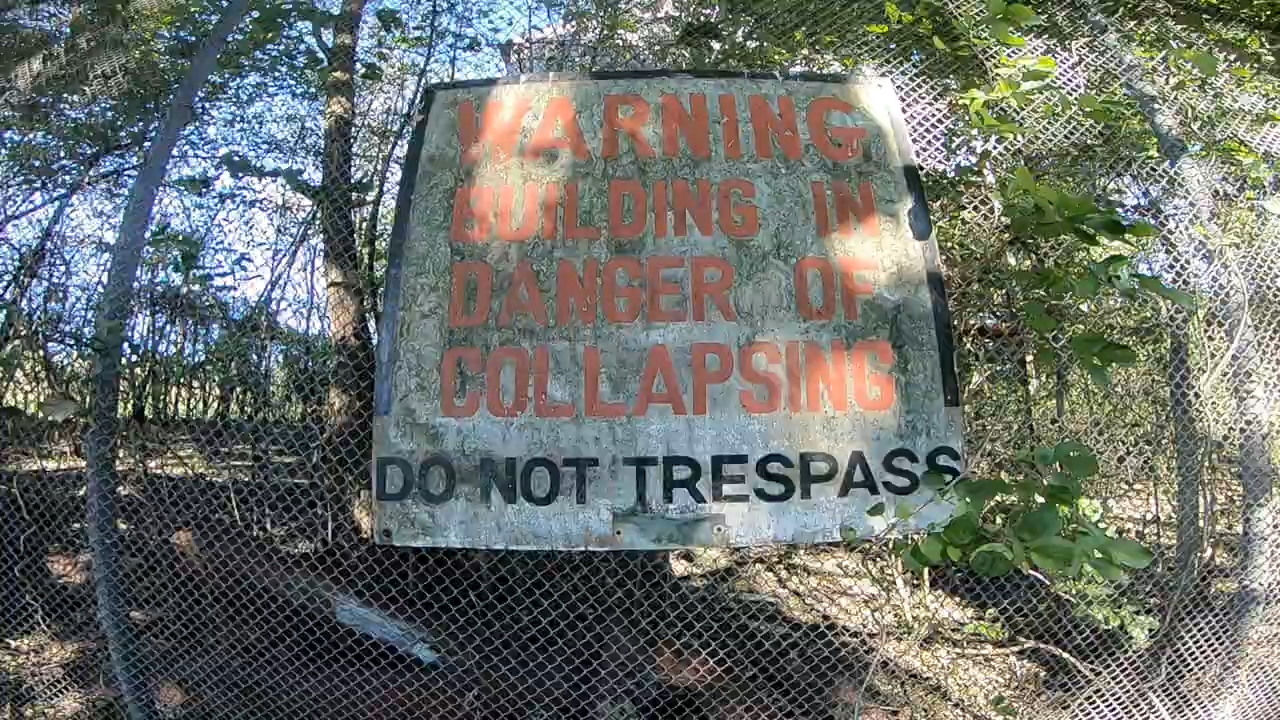 WARNING
BUILDING IN
DANGER OF
COLLAPSING
DO NOT TRESPASS